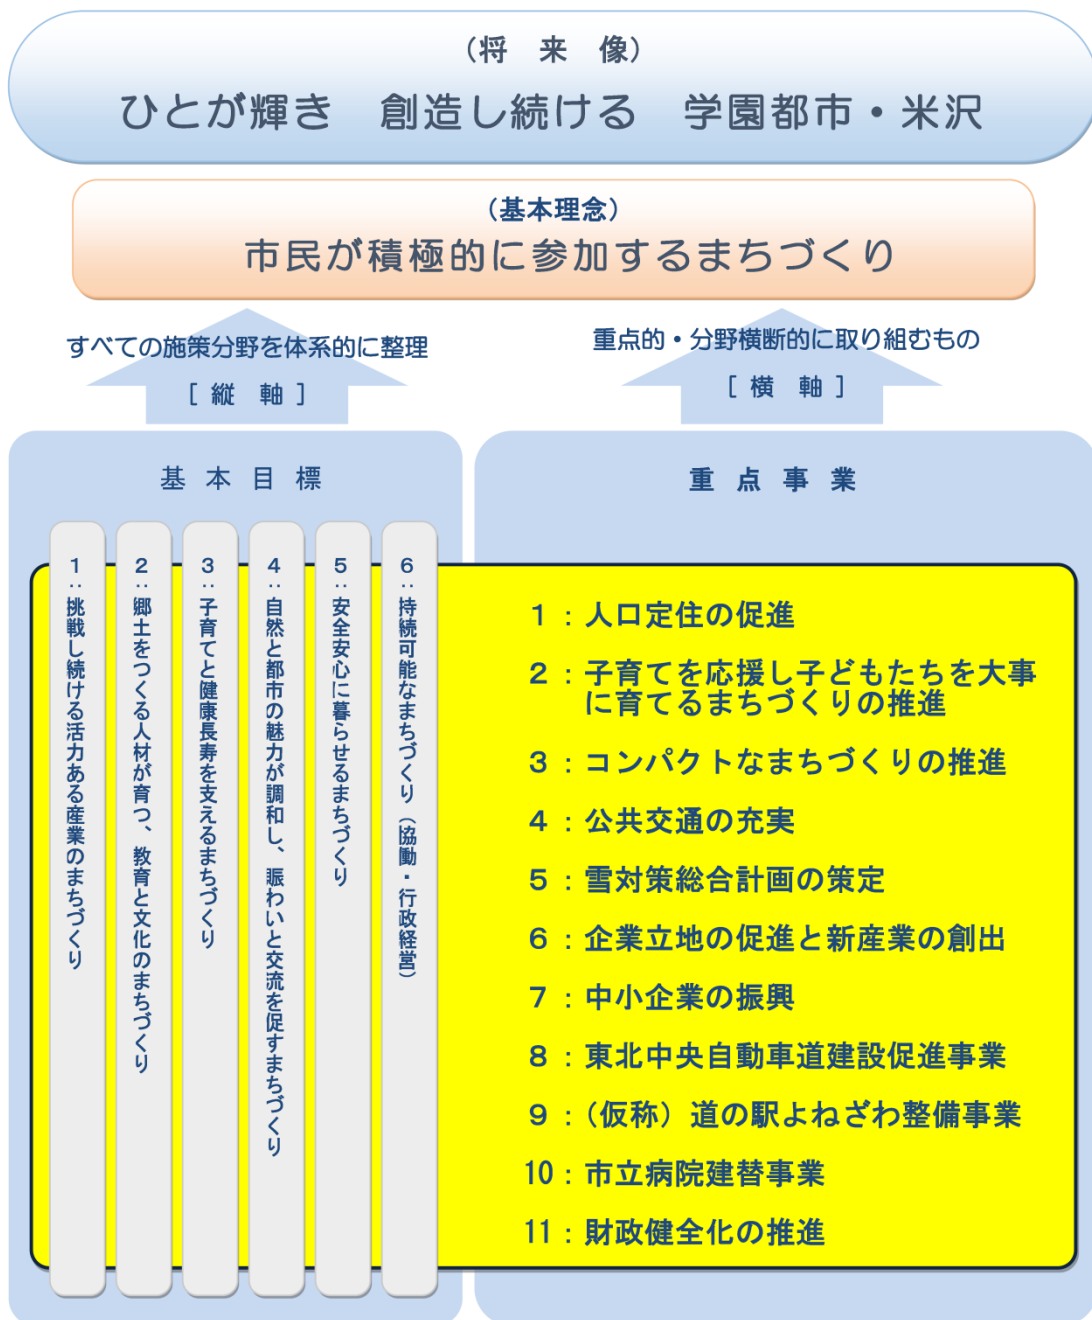 （将　来　像）
ひとが輝き　創造し続ける　学園都市・米沢
（基本理念）
市民が積極的に参加するまちづくり
すべての施策分野を体系的に整理
［縦　軸］
重点的・分野横断的に取り組むもの
［横　軸］
基本目標
1：挑戦し続ける活力ある産業のまちづくり
2：郷土をつくる人材が育つ、教育と文化のまちづくり
3：子育てと健康長寿を支えるまちづくり
4：自然と都市の魅力が調和し、賑わいと交流を促すまちづくり
5：安全安心に暮らせるまちづくり
6：持続可能なまちづくり（協働・行政経営）
重点事業
1：人口定住の促進
2：子育てを応援し子どもたちを大事
に育てるまちづくりの推進
3：コンパクトなまちづくりの推進
4：公共交通の充実
5：雪対策総合計画の策定
6：企業立地の促進と新産業の創出
7：中小企業の振興
8：東北中央自動車道建設促進事業
9：（仮称）道の駅よねざわ整備事業
10：市立病院建替事業
11：財政健全化の推進